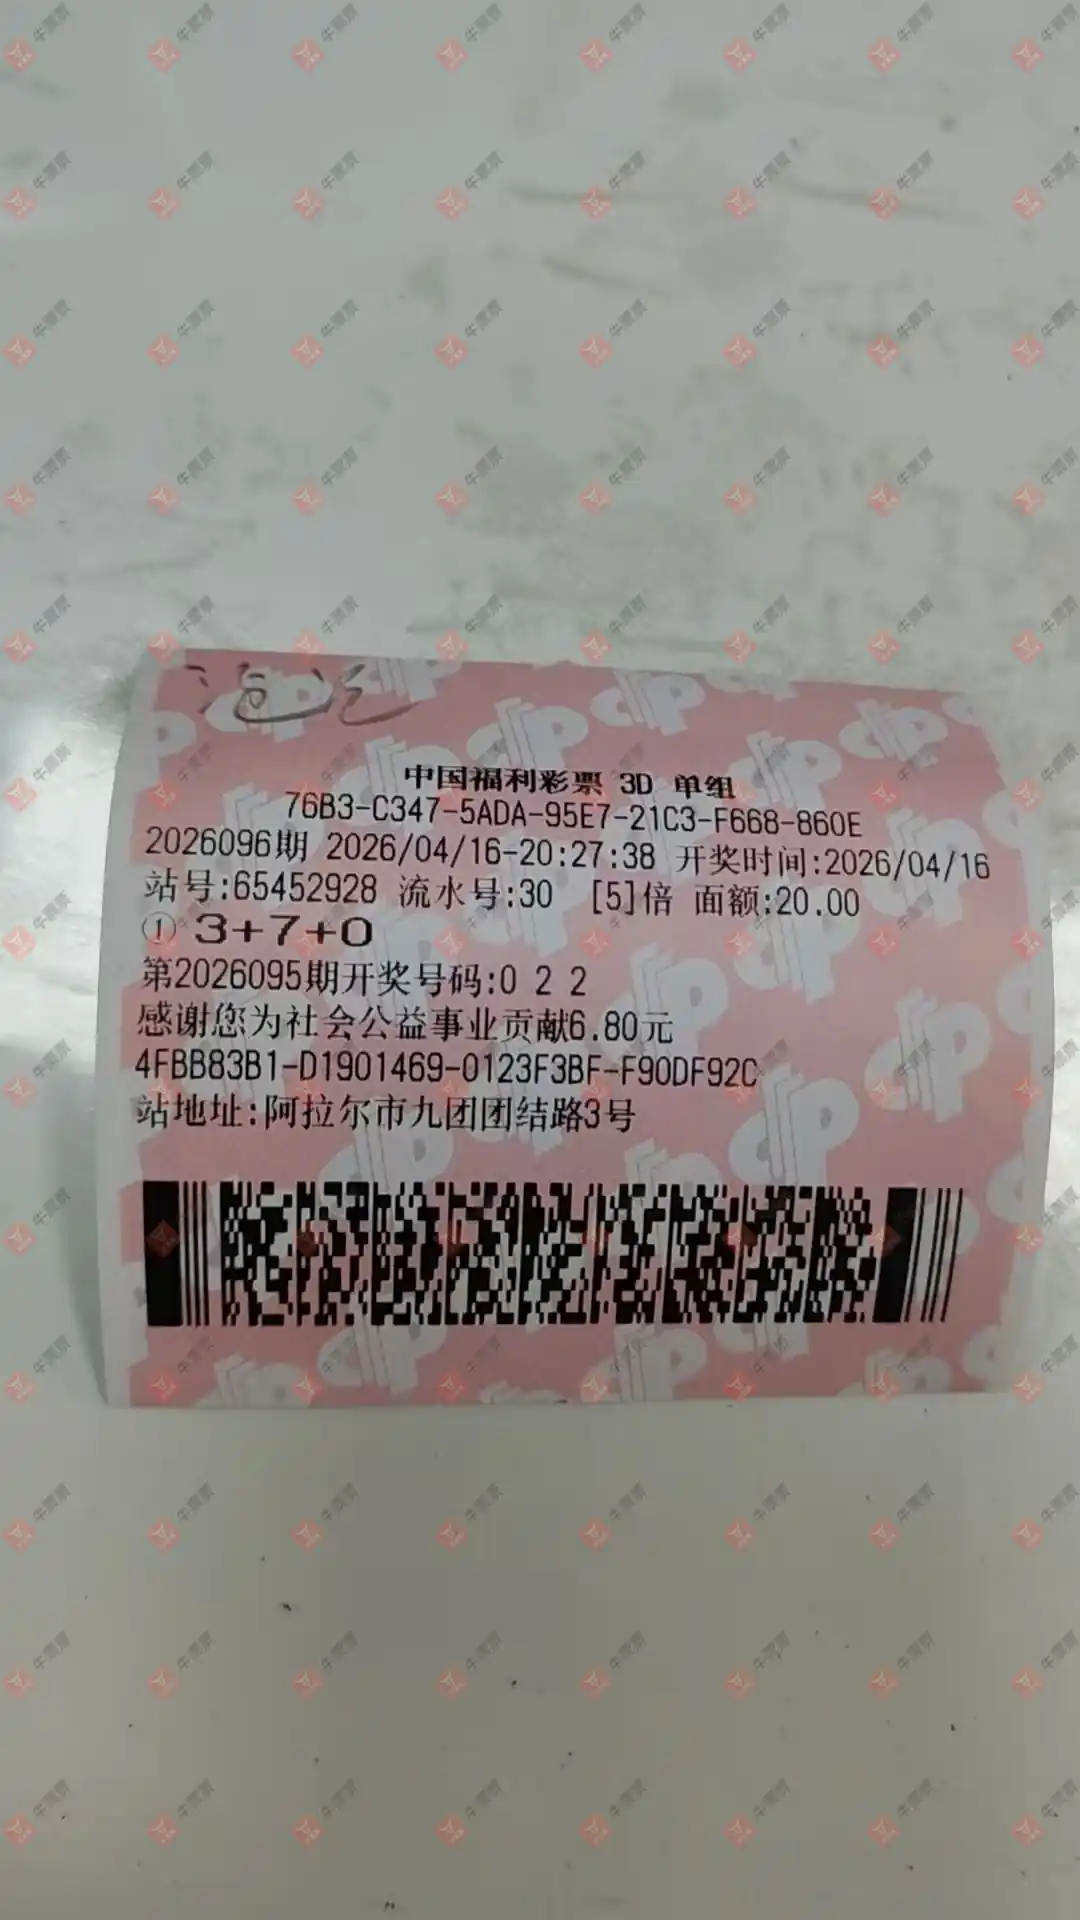 中国福利彩票 3D 单组
76B3-C347-5ADA-95E7-21C3-F668-860E
2026096期 2026/04/16-20:27:38 开奖时间:2026/04/16
站号:65452928 流水号:30 [5]倍 面额:20.00
① 3+7+0
第2026095期开奖号码:0 2 2
感谢您为社会公益事业贡献6.80元
4FBB83B1-D1901469-0123F3BF-F90DF92C
站地址:阿拉尔市九团团结路3号